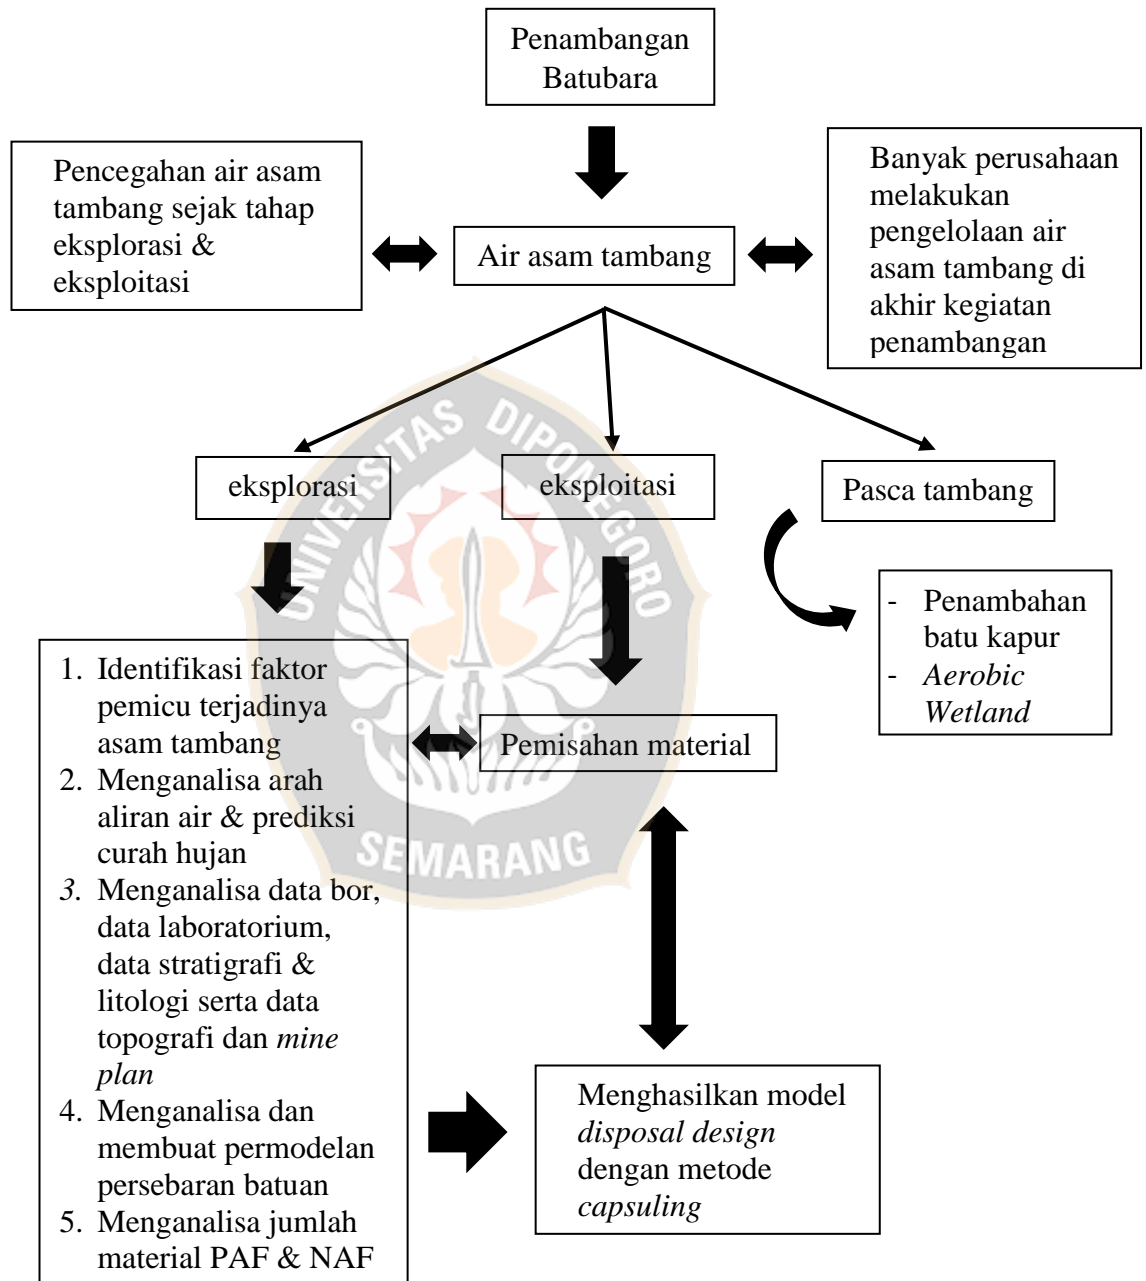 Penambangan
Batubara
Pencegahan air asam
tambang sejak tahap
eksplorasi &
eksploitasi
Air asam tambang
Banyak perusahaan
melakukan
pengelolaan air
asam tambang di
akhir kegiatan
penambangan
eksplorasi
eksploitasi
Pasca tambang
- Penambahan
batu kapur
- Aerobic
Wetland
1. Identifikasi faktor
pemicu terjadinya
asam tambang
2. Menganalisa arah
aliran air & prediksi
curah hujan
3. Menganalisa data bor,
data laboratorium,
data stratigrafi &
litologi serta data
topografi dan mine
plan
4. Menganalisa dan
membuat permodelan
persebaran batuan
5. Menganalisa jumlah
material PAF & NAF
Pemisahan material
Menghasilkan model
disposal design
dengan metode
capsuling
UNIVERSITAS DIPONEGORO
SEMARANG